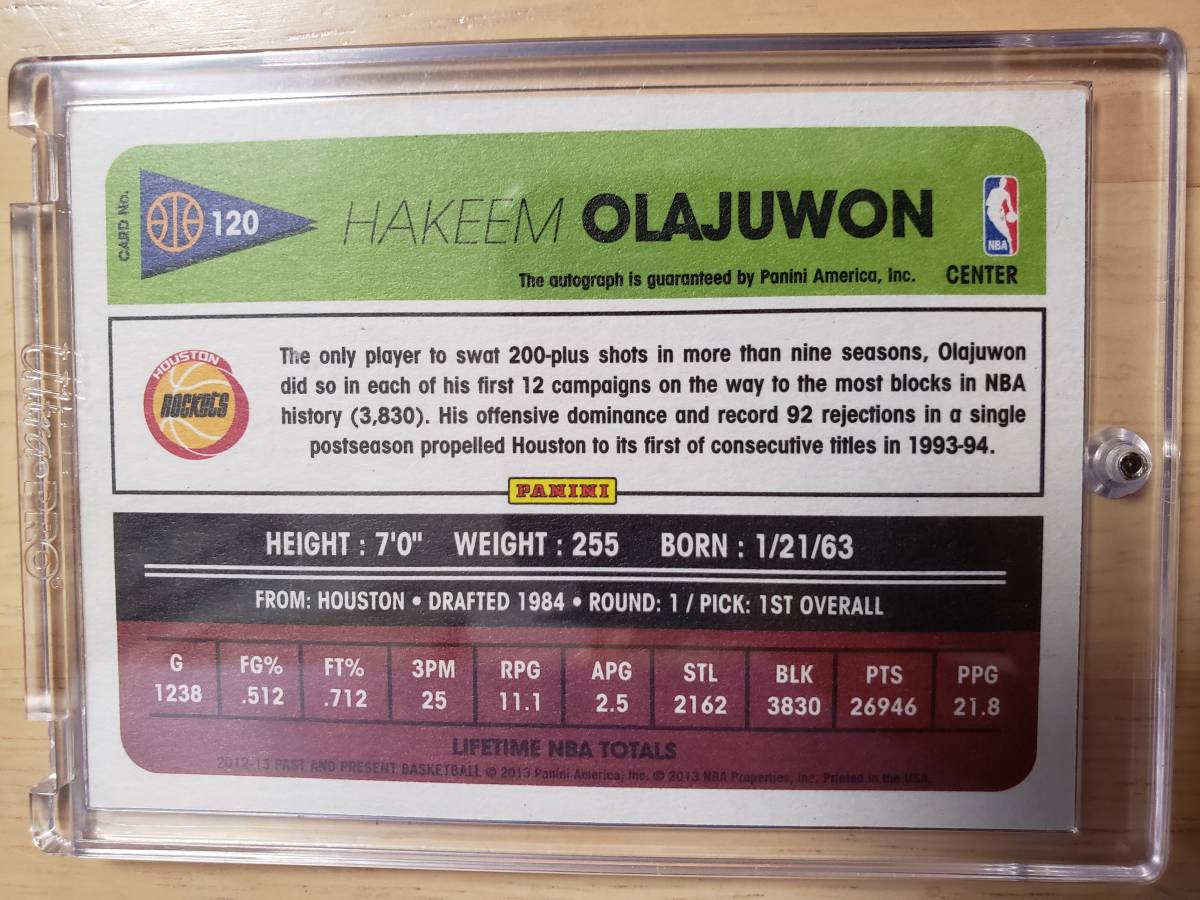 CARD No.
120
HAKEEM OLAJUWON
NBA
The autograph is guaranteed by Panini America, Inc. CENTER
HOUSTON
ROCKETS
The only player to swat 200-plus shots in more than nine seasons, Olajuwon
did so in each of his first 12 campaigns on the way to the most blocks in NBA
history (3,830). His offensive dominance and record 92 rejections in a single
postseason propelled Houston to its first of consecutive titles in 1993-94.
PANINI
HEIGHT : 7'0" WEIGHT : 255 BORN : 1/21/63
FROM: HOUSTON • DRAFTED 1984 • ROUND: 1 / PICK: 1ST OVERALL
G FG% FT% 3PM RPG APG STL BLK PTS PPG
1238 .512 .712 25 11.1 2.5 2162 3830 26946 21.8
LIFETIME NBA TOTALS
2012-13 PAST AND PRESENT BASKETBALL © 2013 Panini America, Inc. © 2013 NBA Properties, Inc. Printed in the USA.
Ultra PRO